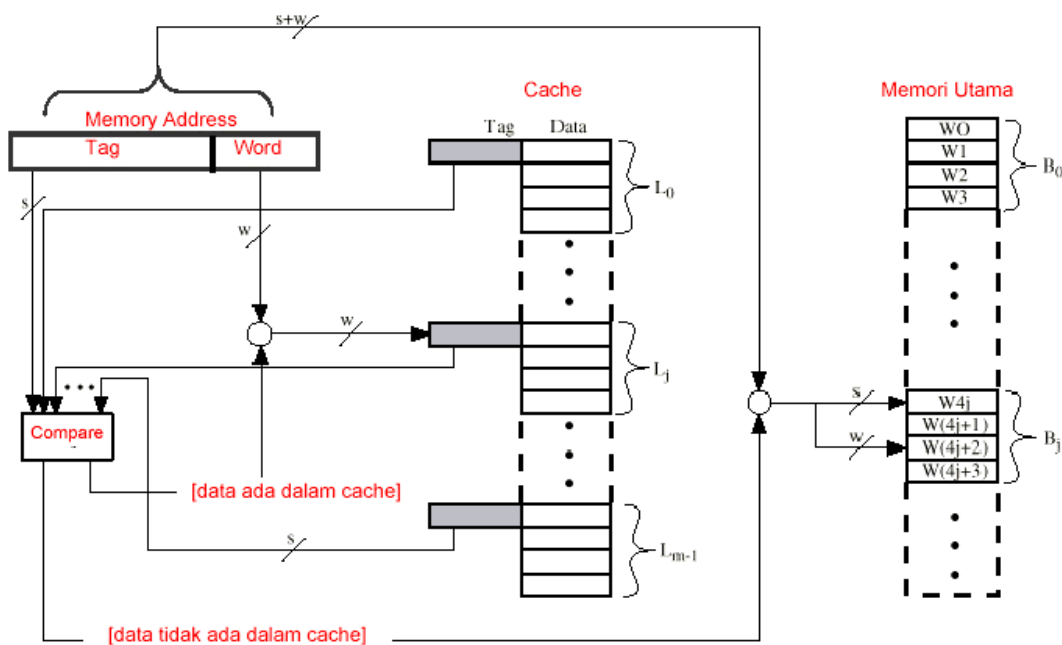 s+w
Cache
Memori Utama
Memory Address
Tag Data
Tag Word
W0
W1
W2
W3
B0
L0
s
w
w
Lj
s
W4j
W(4j+1)
w
W(4j+2)
W(4j+3)
Bj
Compare
[data ada dalam cache]
s
Lm-1
[data tidak ada dalam cache]